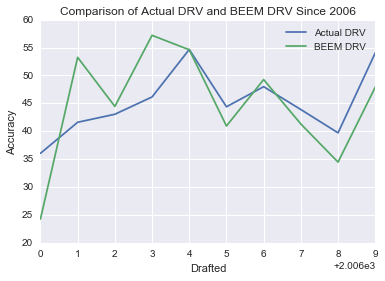 Comparison of Actual DRV and BEEM DRV Since 2006
60
55
50
45
40
35
30
25
20
Accuracy
Actual DRV
BEEM DRV
0 1 2 3 4 5 6 7 8 9
+2.006e3
Drafted